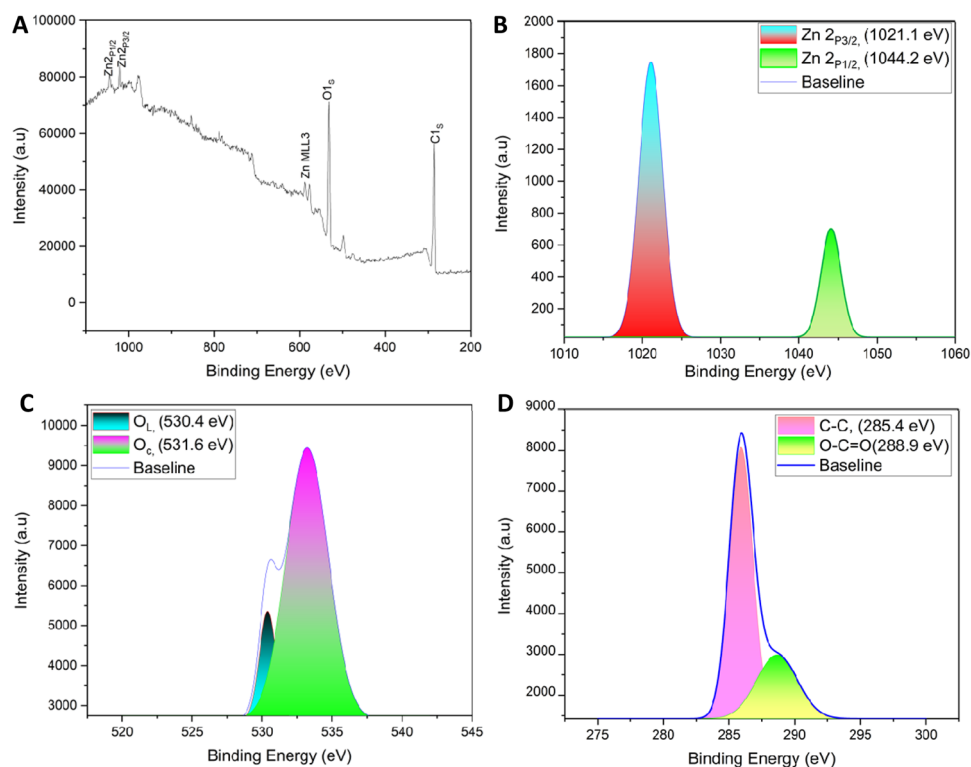 A
100000
80000
60000
40000
20000
0
Intensity (a.u)
Zn2P1/2
Zn2P3/2
Zn MLL3
O1S
C1S
1000
800
600
400
200
Binding Energy (eV)
B
2000
1800
1600
1400
1200
1000
800
600
400
200
Intensity (a.u)
Zn 2P3/2, (1021.1 eV)
Zn 2P1/2, (1044.2 eV)
Baseline
1010
1020
1030
1040
1050
1060
Binding Energy (eV)
C
10000
9000
8000
7000
6000
5000
4000
3000
Intensity (a.u)
OL, (530.4 eV)
Oc, (531.6 eV)
Baseline
520
525
530
535
540
545
Binding Energy (eV)
D
9000
8000
7000
6000
5000
4000
3000
2000
Intensity (a.u)
C-C, (285.4 eV)
O-C=O(288.9 eV)
Baseline
275
280
285
290
295
300
Binding Energy (eV)